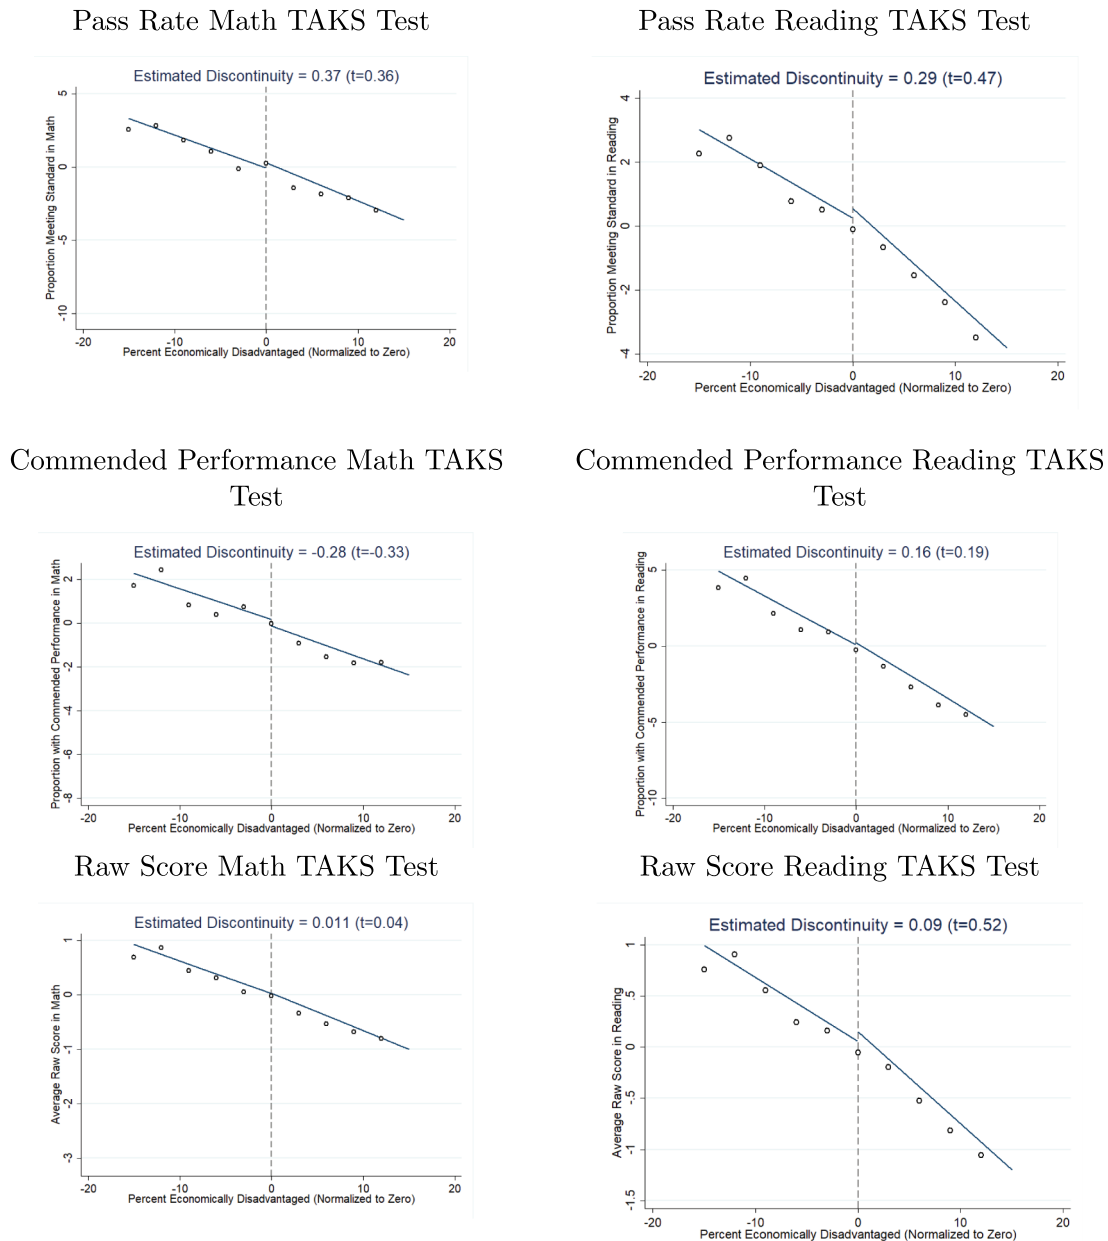 Pass Rate Math TAKS Test
Estimated Discontinuity = 0.37 (t=0.36)
Proportion Meeting Standard in Math
5
0
-5
-10
-20 -10 0 10 20
Percent Economically Disadvantaged (Normalized to Zero)
Pass Rate Reading TAKS Test
Estimated Discontinuity = 0.29 (t=0.47)
Proportion Meeting Standard in Reading
4
2
0
-2
-4
-20 -10 0 10 20
Percent Economically Disadvantaged (Normalized to Zero)
Commended Performance Math TAKS
Test
Estimated Discontinuity = -0.28 (t=-0.33)
Proportion with Commended Performance in Math
2
0
-2
-4
-6
-8
-20 -10 0 10 20
Percent Economically Disadvantaged (Normalized to Zero)
Commended Performance Reading TAKS
Test
Estimated Discontinuity = 0.16 (t=0.19)
Proportion with Commended Performance in Reading
5
0
-5
-10
-20 -10 0 10 20
Percent Economically Disadvantaged (Normalized to Zero)
Raw Score Math TAKS Test
Estimated Discontinuity = 0.011 (t=0.04)
Average Raw Score in Math
1
0
-1
-2
-3
-20 -10 0 10 20
Percent Economically Disadvantaged (Normalized to Zero)
Raw Score Reading TAKS Test
Estimated Discontinuity = 0.09 (t=0.52)
Average Raw Score in Reading
1
.5
0
-.5
-1
-1.5
-20 -10 0 10 20
Percent Economically Disadvantaged (Normalized to Zero)